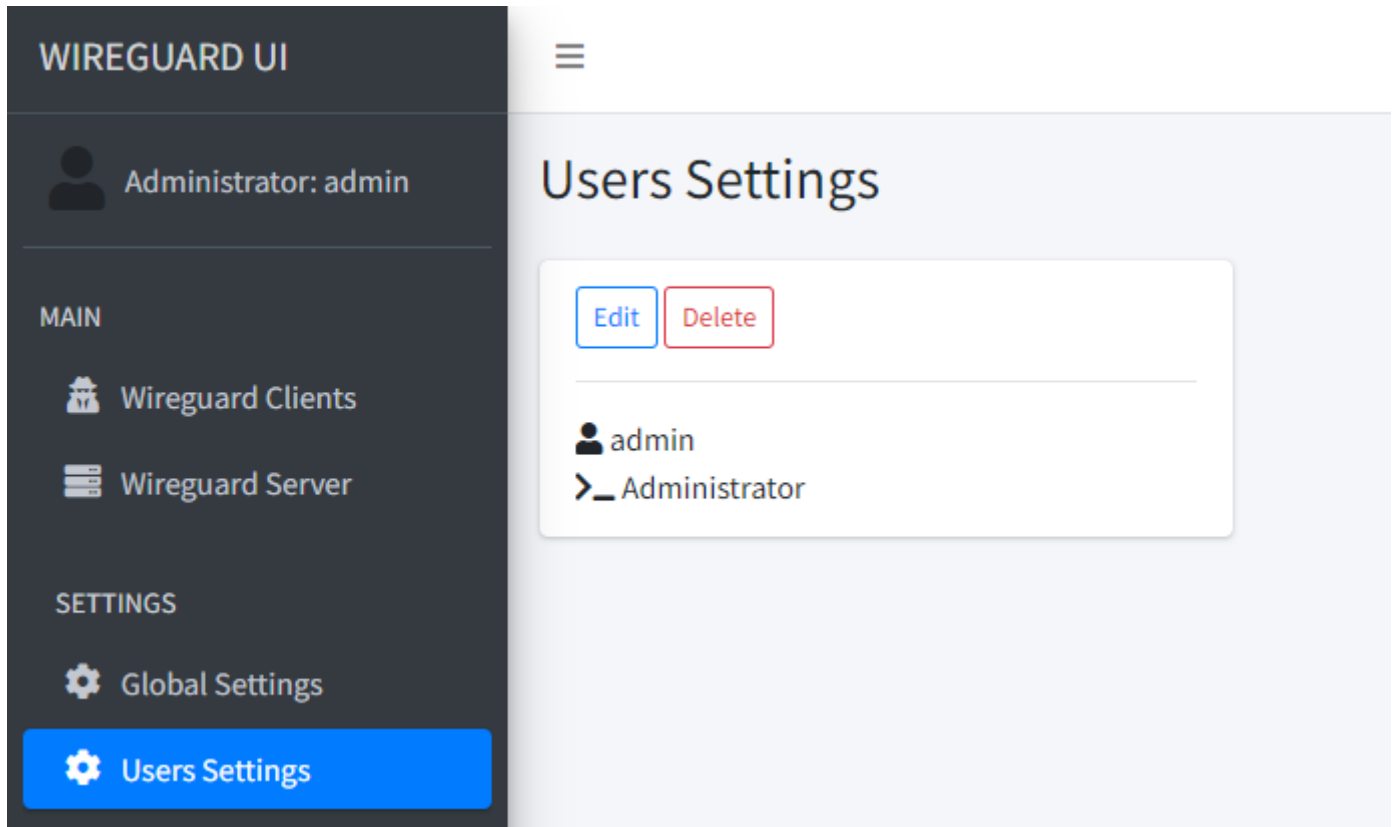 WIREGUARD UI
Administrator: admin
MAIN
Wireguard Clients
Wireguard Server
SETTINGS
Global Settings
Users Settings
Users Settings
Edit Delete
admin
Administrator